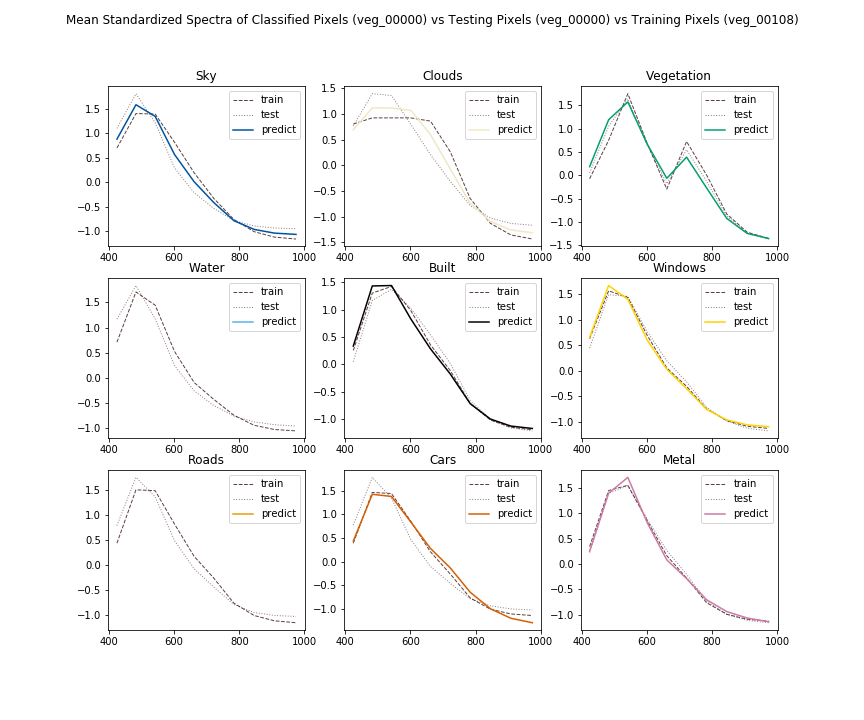 Mean Standardized Spectra of Classified Pixels (veg_00000) vs Testing Pixels (veg_00000) vs Training Pixels (veg_00108)
Sky
train
test
predict
1.5
1.0
0.5
0.0
−0.5
−1.0
400 600 800 1000
Clouds
train
test
predict
1.5
1.0
0.5
0.0
−0.5
−1.0
−1.5
400 600 800 1000
Vegetation
train
test
predict
1.5
1.0
0.5
0.0
−0.5
−1.0
−1.5
400 600 800 1000
Water
train
test
predict
1.5
1.0
0.5
0.0
−0.5
−1.0
400 600 800 1000
Built
train
test
predict
1.5
1.0
0.5
0.0
−0.5
−1.0
400 600 800 1000
Windows
train
test
predict
1.5
1.0
0.5
0.0
−0.5
−1.0
400 600 800 1000
Roads
train
test
predict
1.5
1.0
0.5
0.0
−0.5
−1.0
400 600 800 1000
Cars
train
test
predict
1.5
1.0
0.5
0.0
−0.5
−1.0
400 600 800 1000
Metal
train
test
predict
1.5
1.0
0.5
0.0
−0.5
−1.0
400 600 800 1000